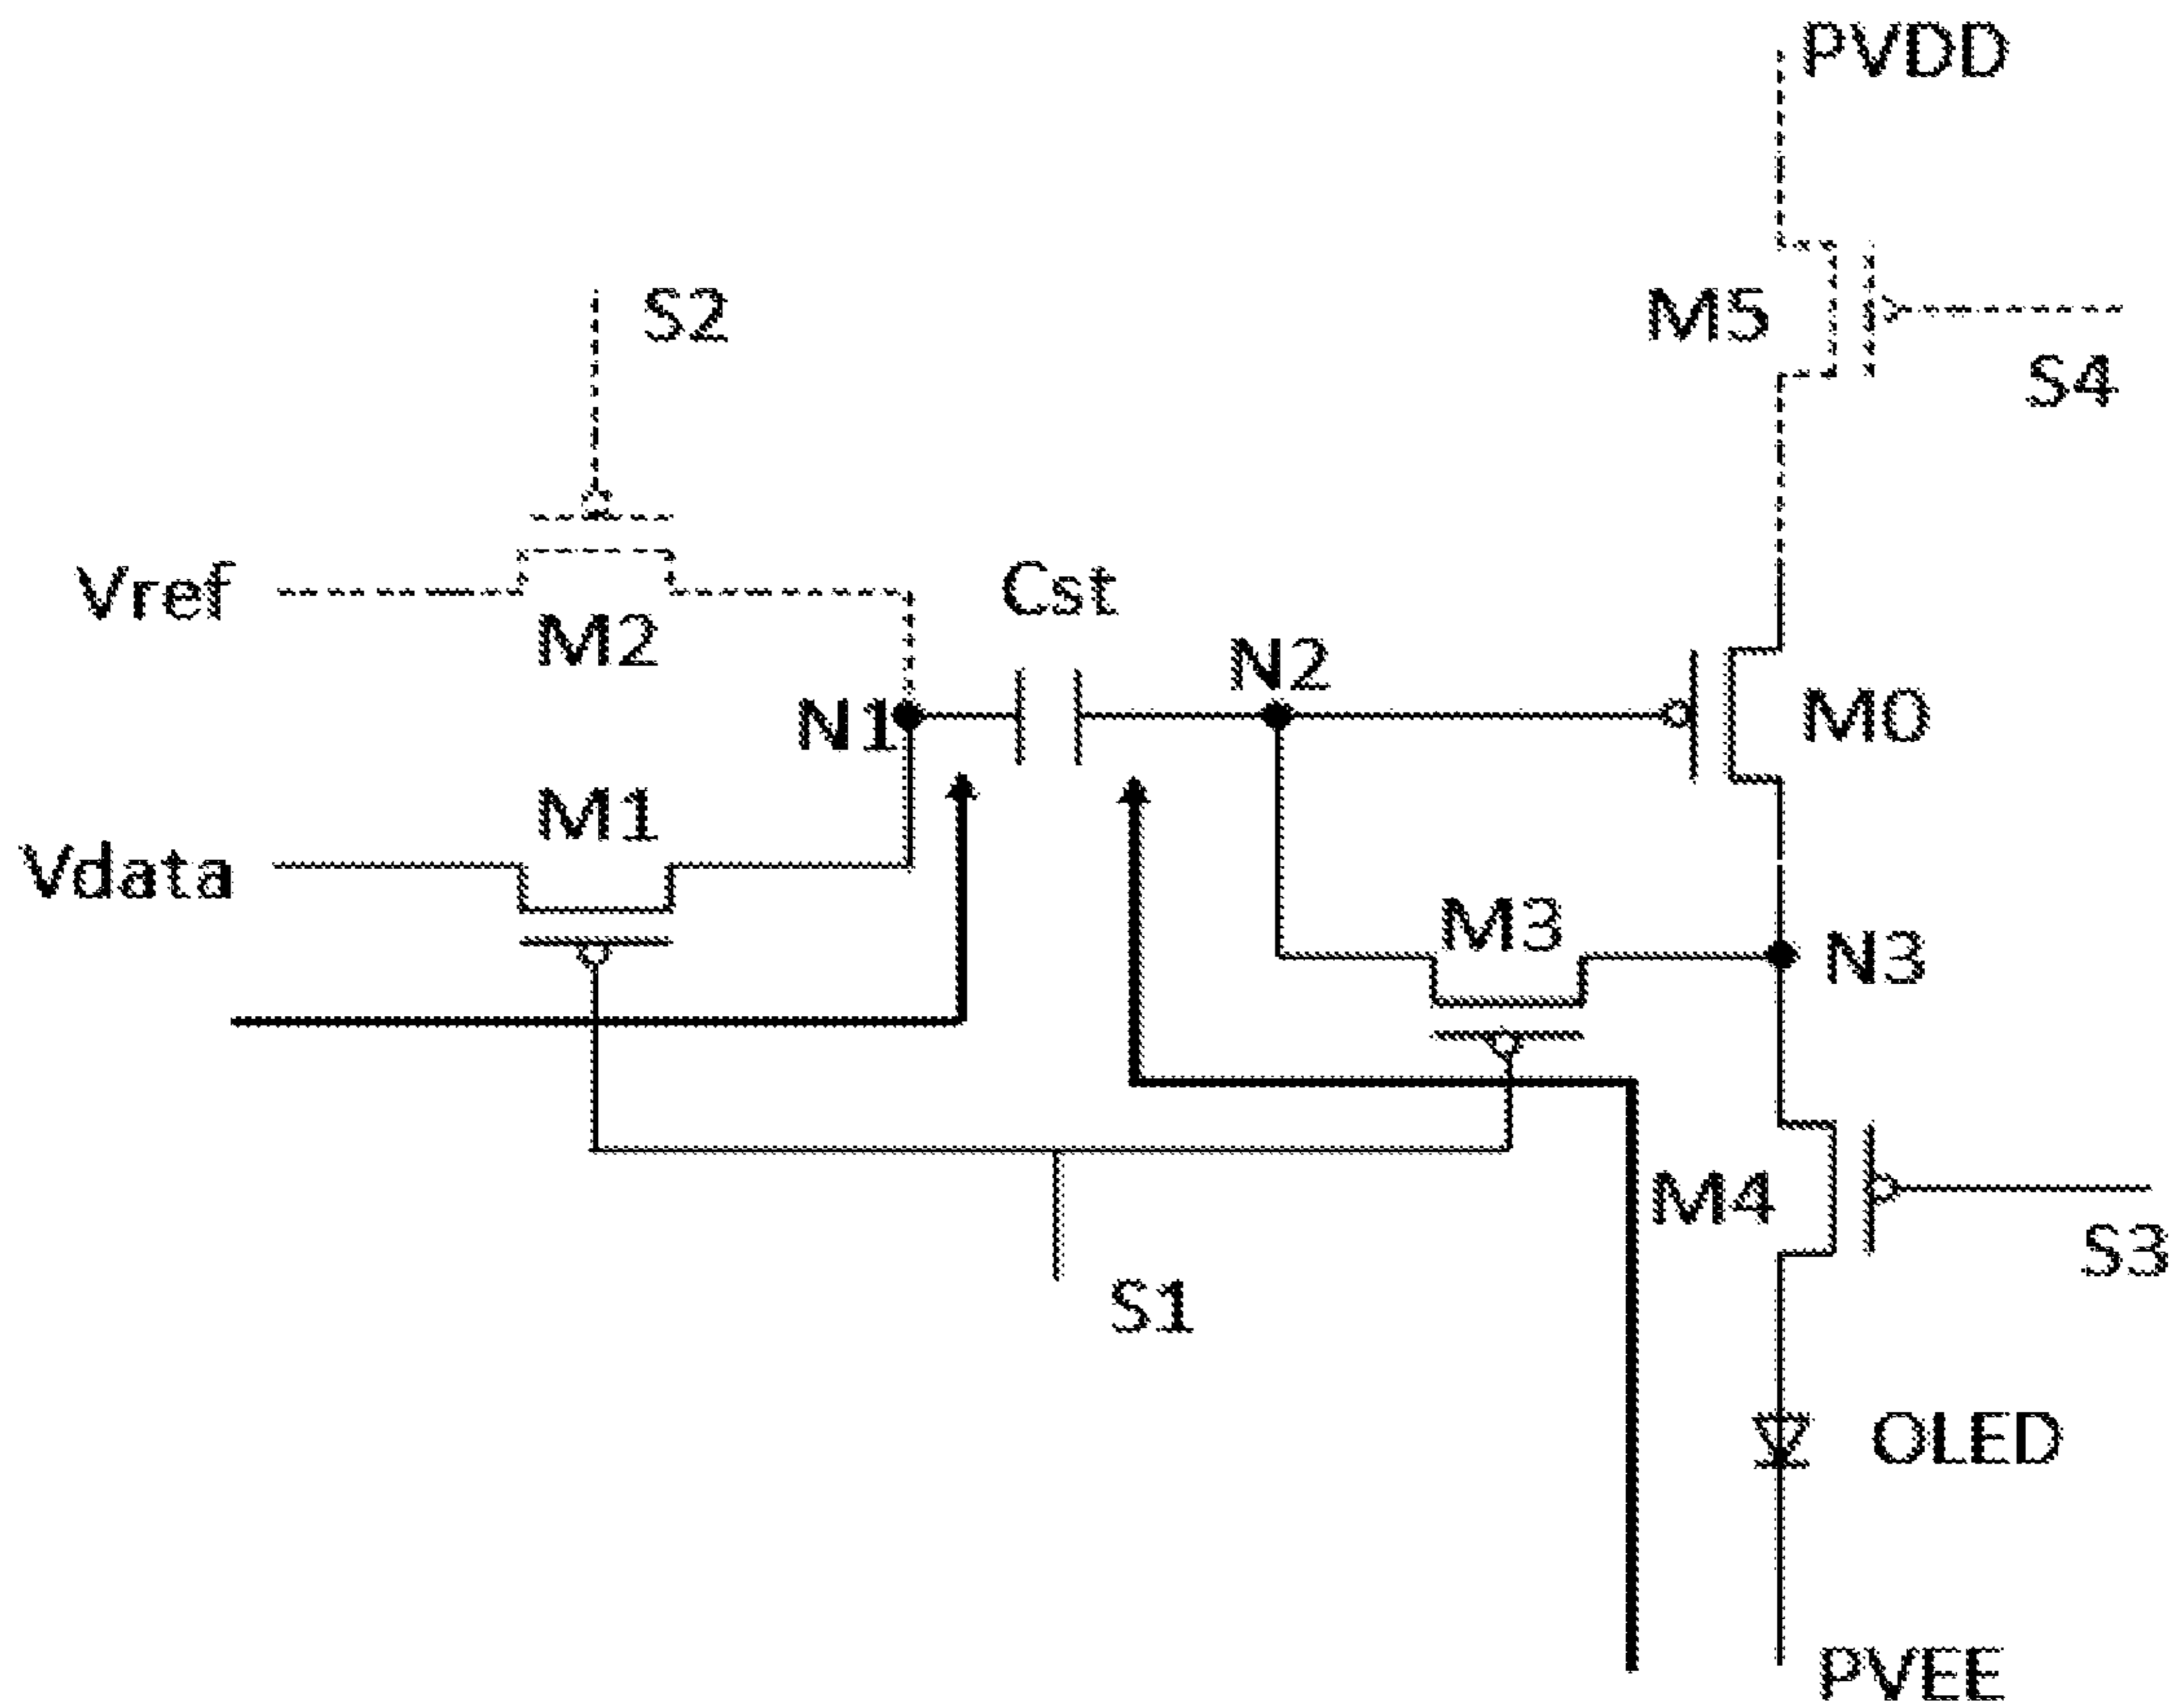 PVDD
S2
M5
S4
Vref
M2
Cst
N2
N1
M0
M1
Vdata
M3
N3
M4
S3
S1
OLED
PVEE